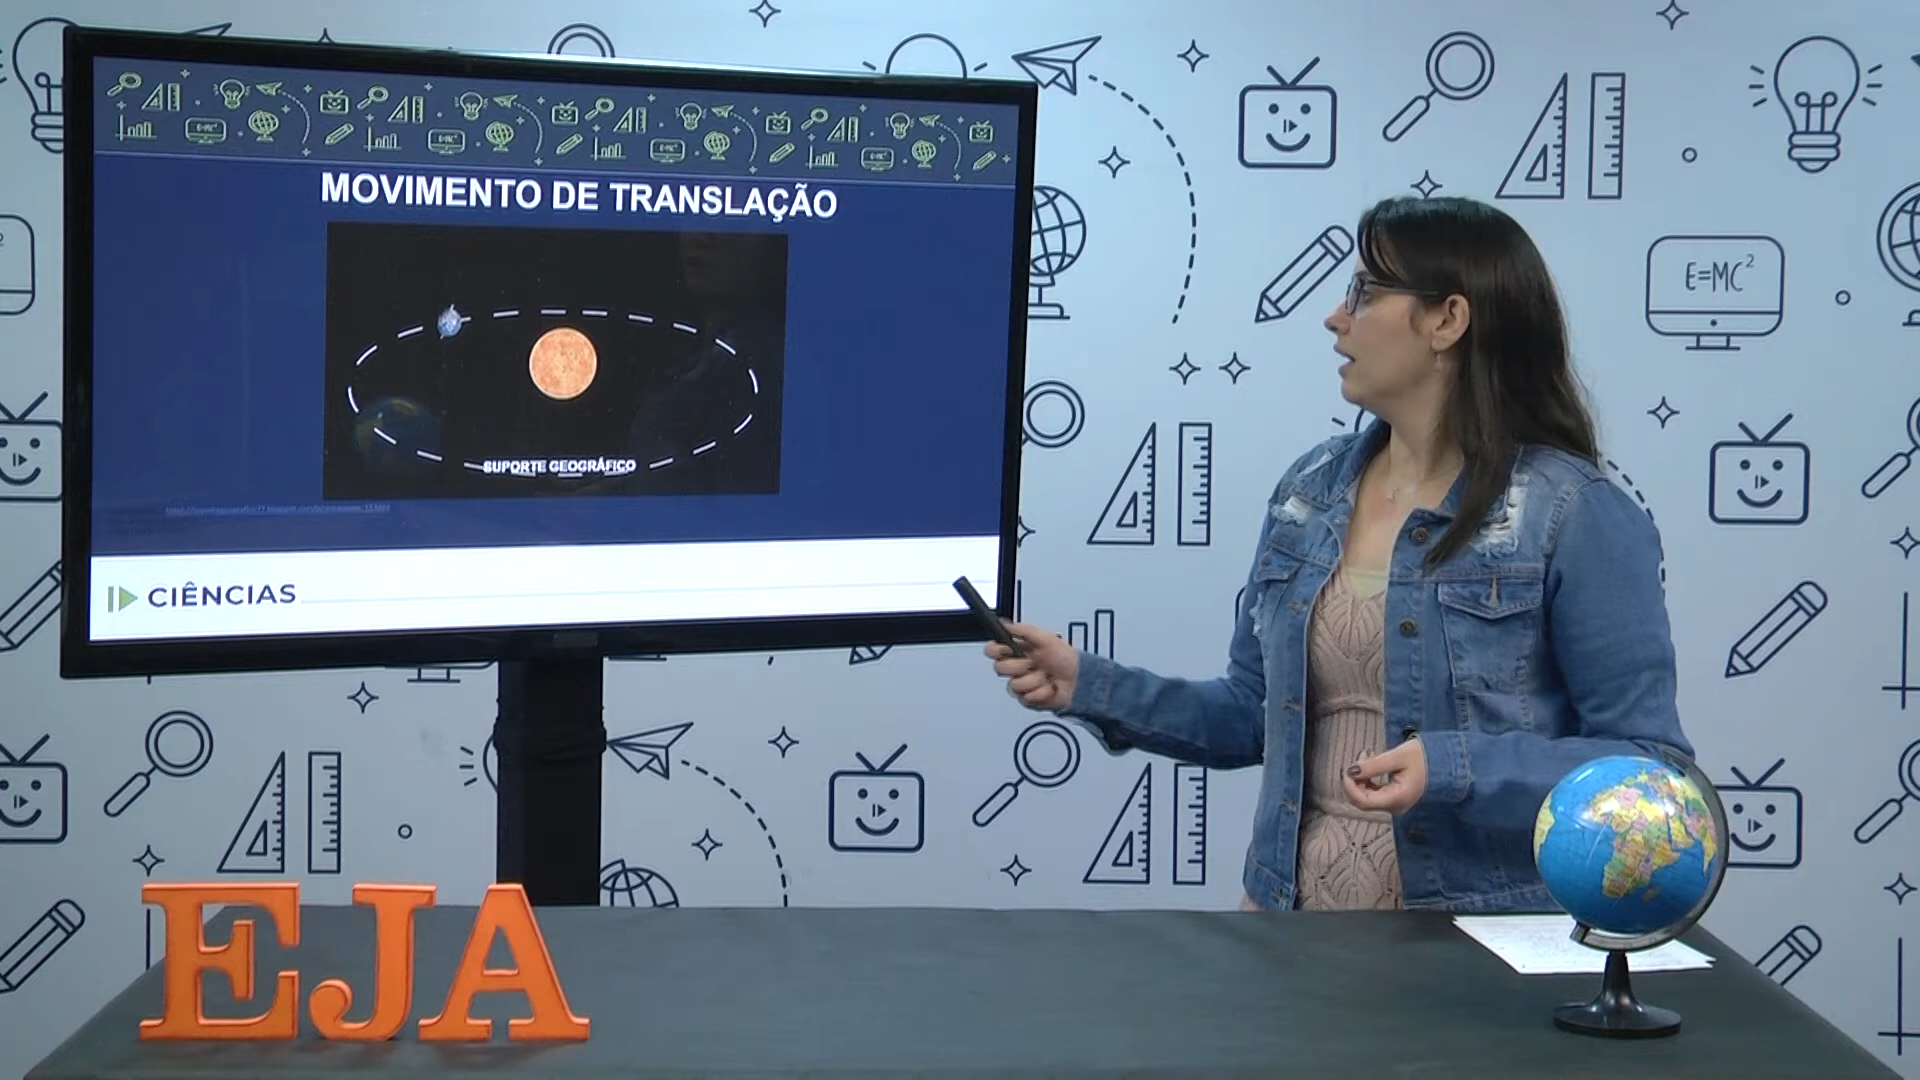 MOVIMENTO DE TRANSLAÇÃO
SUPORTE GEOGRÁFICO
CIÊNCIAS
E=MC²
EJA